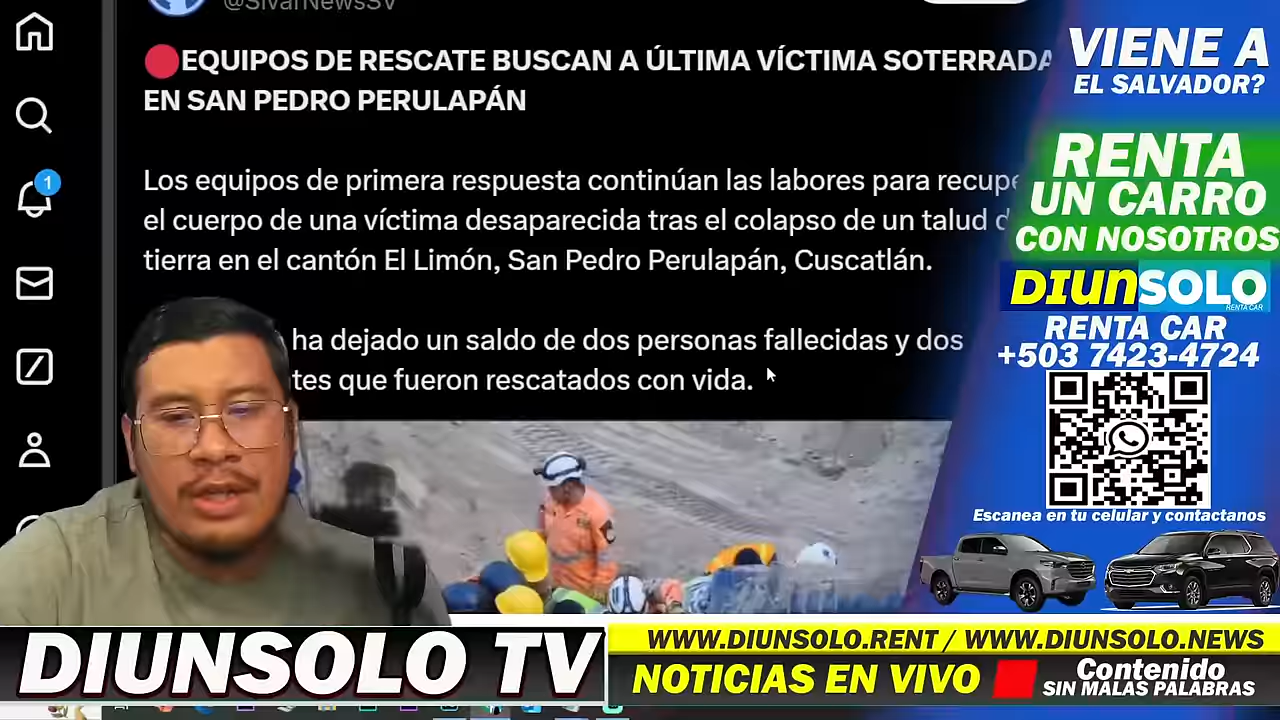 @SivarNewsSV
🔴EQUIPOS DE RESCATE BUSCAN A ÚLTIMA VÍCTIMA SOTERRADA
EN SAN PEDRO PERULAPÁN
Los equipos de primera respuesta continúan las labores para recupe
el cuerpo de una víctima desaparecida tras el colapso de un talud d
tierra en el cantón El Limón, San Pedro Perulapán, Cuscatlán.
ha dejado un saldo de dos personas fallecidas y dos
tes que fueron rescatados con vida.
1
VIENE A
EL SALVADOR?
RENTA
UN CARRO
CON NOSOTROS
DIUNSOLO
RENTA CAR
RENTA CAR
+503 7423-4724
Escanea en tu celular y contactanos
DIUNSOLO TV
WWW.DIUNSOLO.RENT / WWW.DIUNSOLO.NEWS
NOTICIAS EN VIVO
Contenido
SIN MALAS PALABRAS